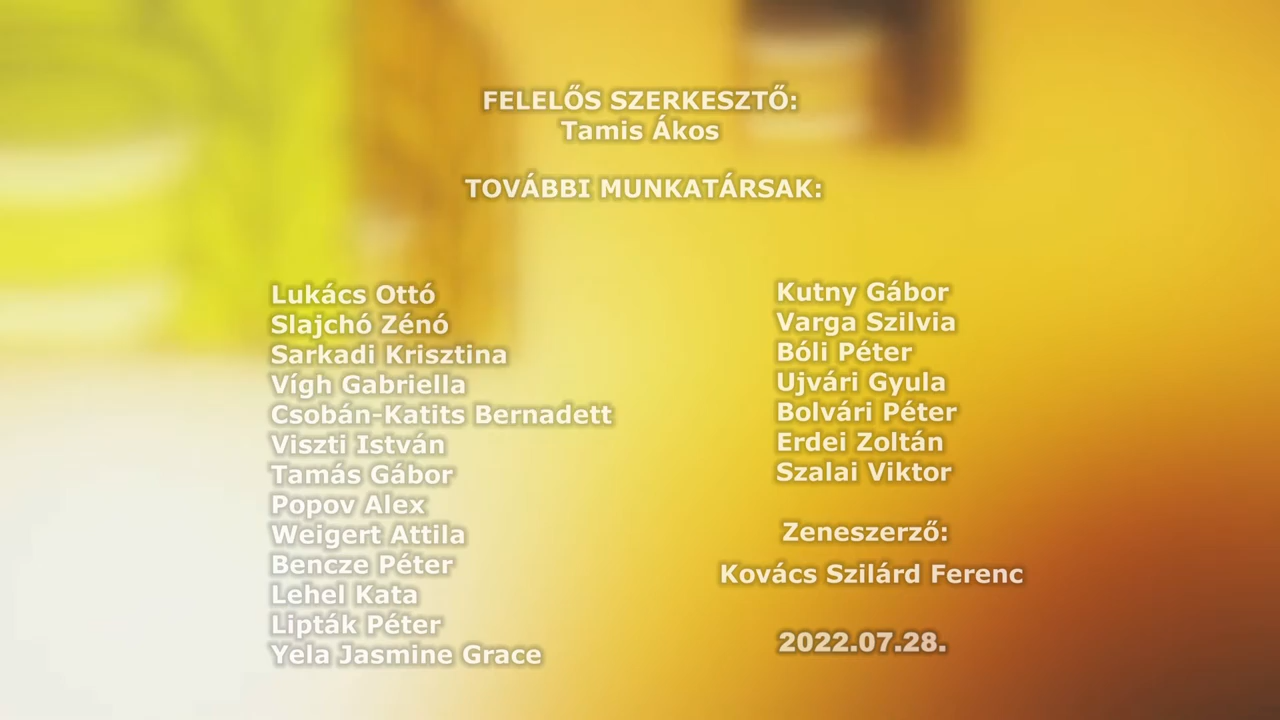 FELELŐS SZERKESZTŐ:
Tamis Ákos
TOVÁBBI MUNKATÁRSAK:
Lukács Ottó
Slajchó Zénó
Sarkadi Krisztina
Vígh Gabriella
Csobán-Katits Bernadett
Viszti István
Tamás Gábor
Popov Alex
Weigert Attila
Bencze Péter
Lehel Kata
Lipták Péter
Yela Jasmine Grace
Kutny Gábor
Varga Szilvia
Bóli Péter
Ujvári Gyula
Bolvári Péter
Erdei Zoltán
Szalai Viktor
Zeneszerző:
Kovács Szilárd Ferenc
2022.07.28.